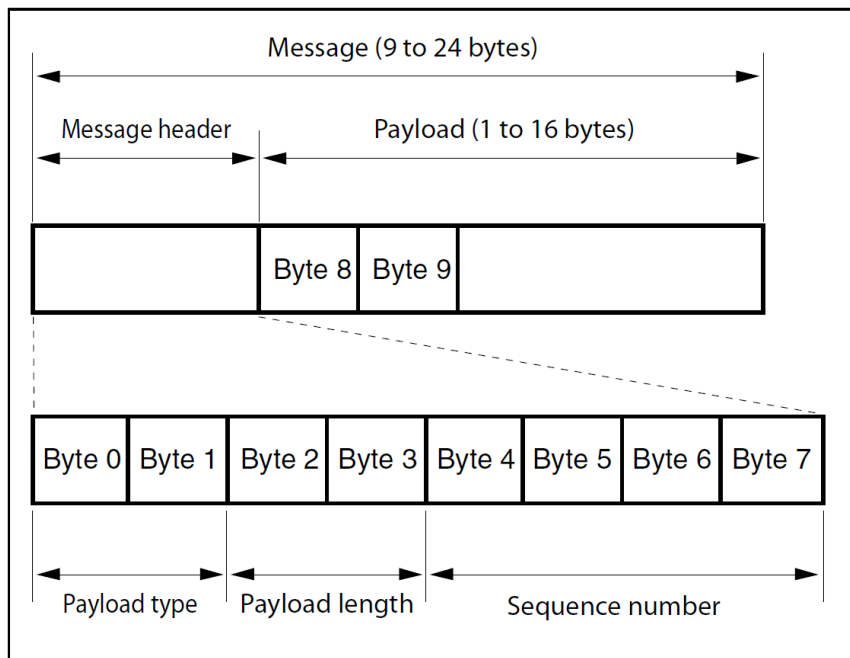 Message (9 to 24 bytes)
Message header
Payload (1 to 16 bytes)
Byte 8
Byte 9
Byte 0
Byte 1
Byte 2
Byte 3
Byte 4
Byte 5
Byte 6
Byte 7
Payload type
Payload length
Sequence number